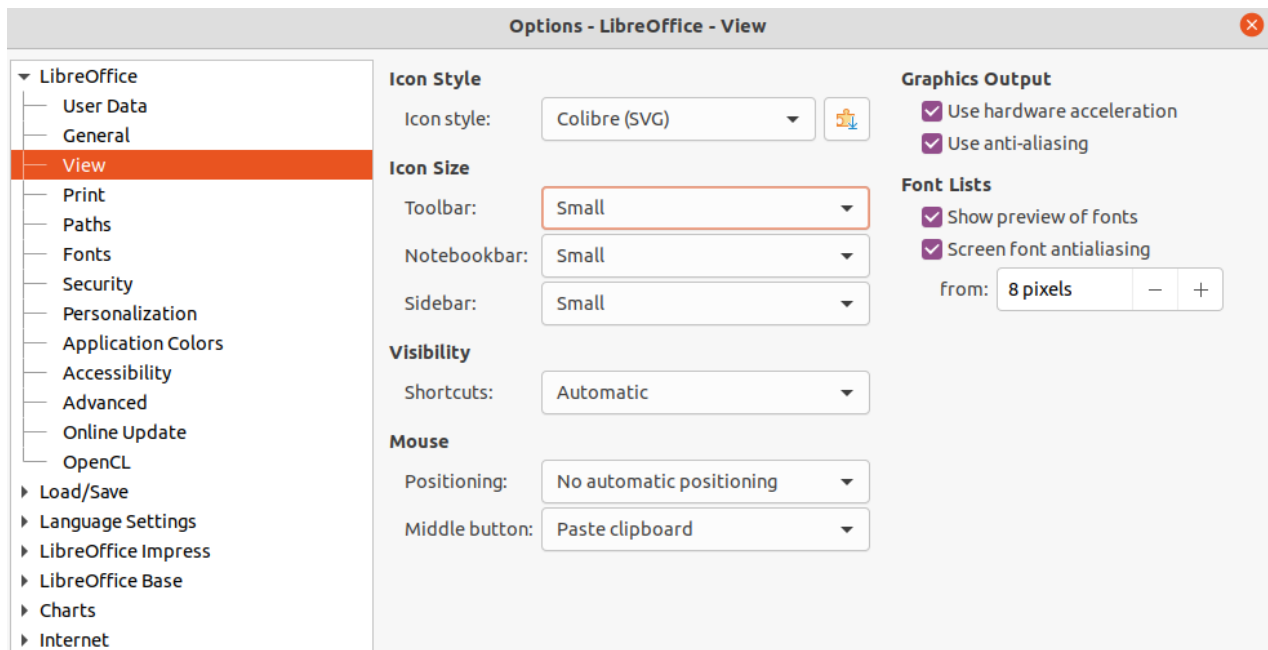 Options - LibreOffice - View
LibreOffice
User Data
General
View
Print
Paths
Fonts
Security
Personalization
Application Colors
Accessibility
Advanced
Online Update
OpenCL
Load/Save
Language Settings
LibreOffice Impress
LibreOffice Base
Charts
Internet
Icon Style
Icon style: Colibre (SVG)
Icon Size
Toolbar: Small
Notebookbar: Small
Sidebar: Small
Visibility
Shortcuts: Automatic
Mouse
Positioning: No automatic positioning
Middle button: Paste clipboard
Graphics Output
Use hardware acceleration
Use anti-aliasing
Font Lists
Show preview of fonts
Screen font antialiasing
from: 8 pixels − +